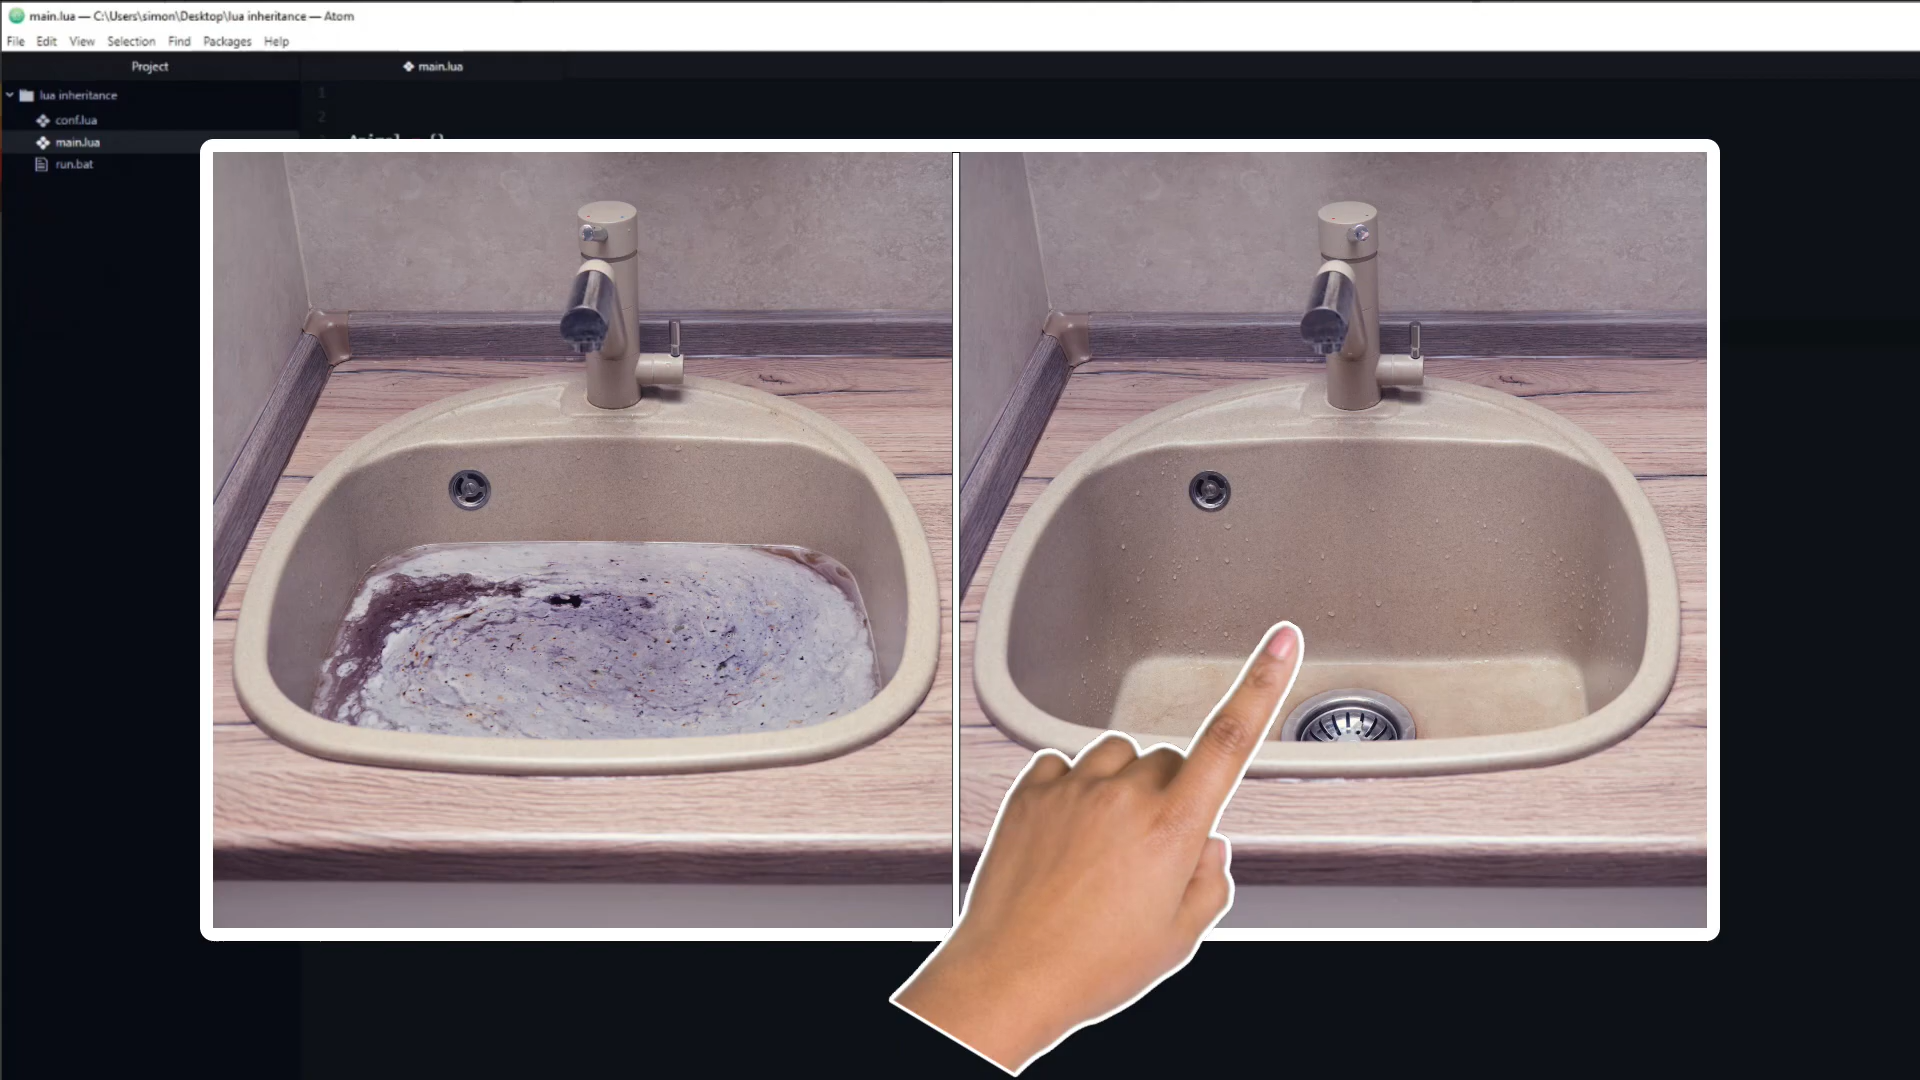 main.lua — C:\Users\simon\Desktop\lua inheritance — Atom
File Edit View Selection Find Packages Help
Project
main.lua
lua inheritance
1
conf.lua
2
main.lua
run.bat